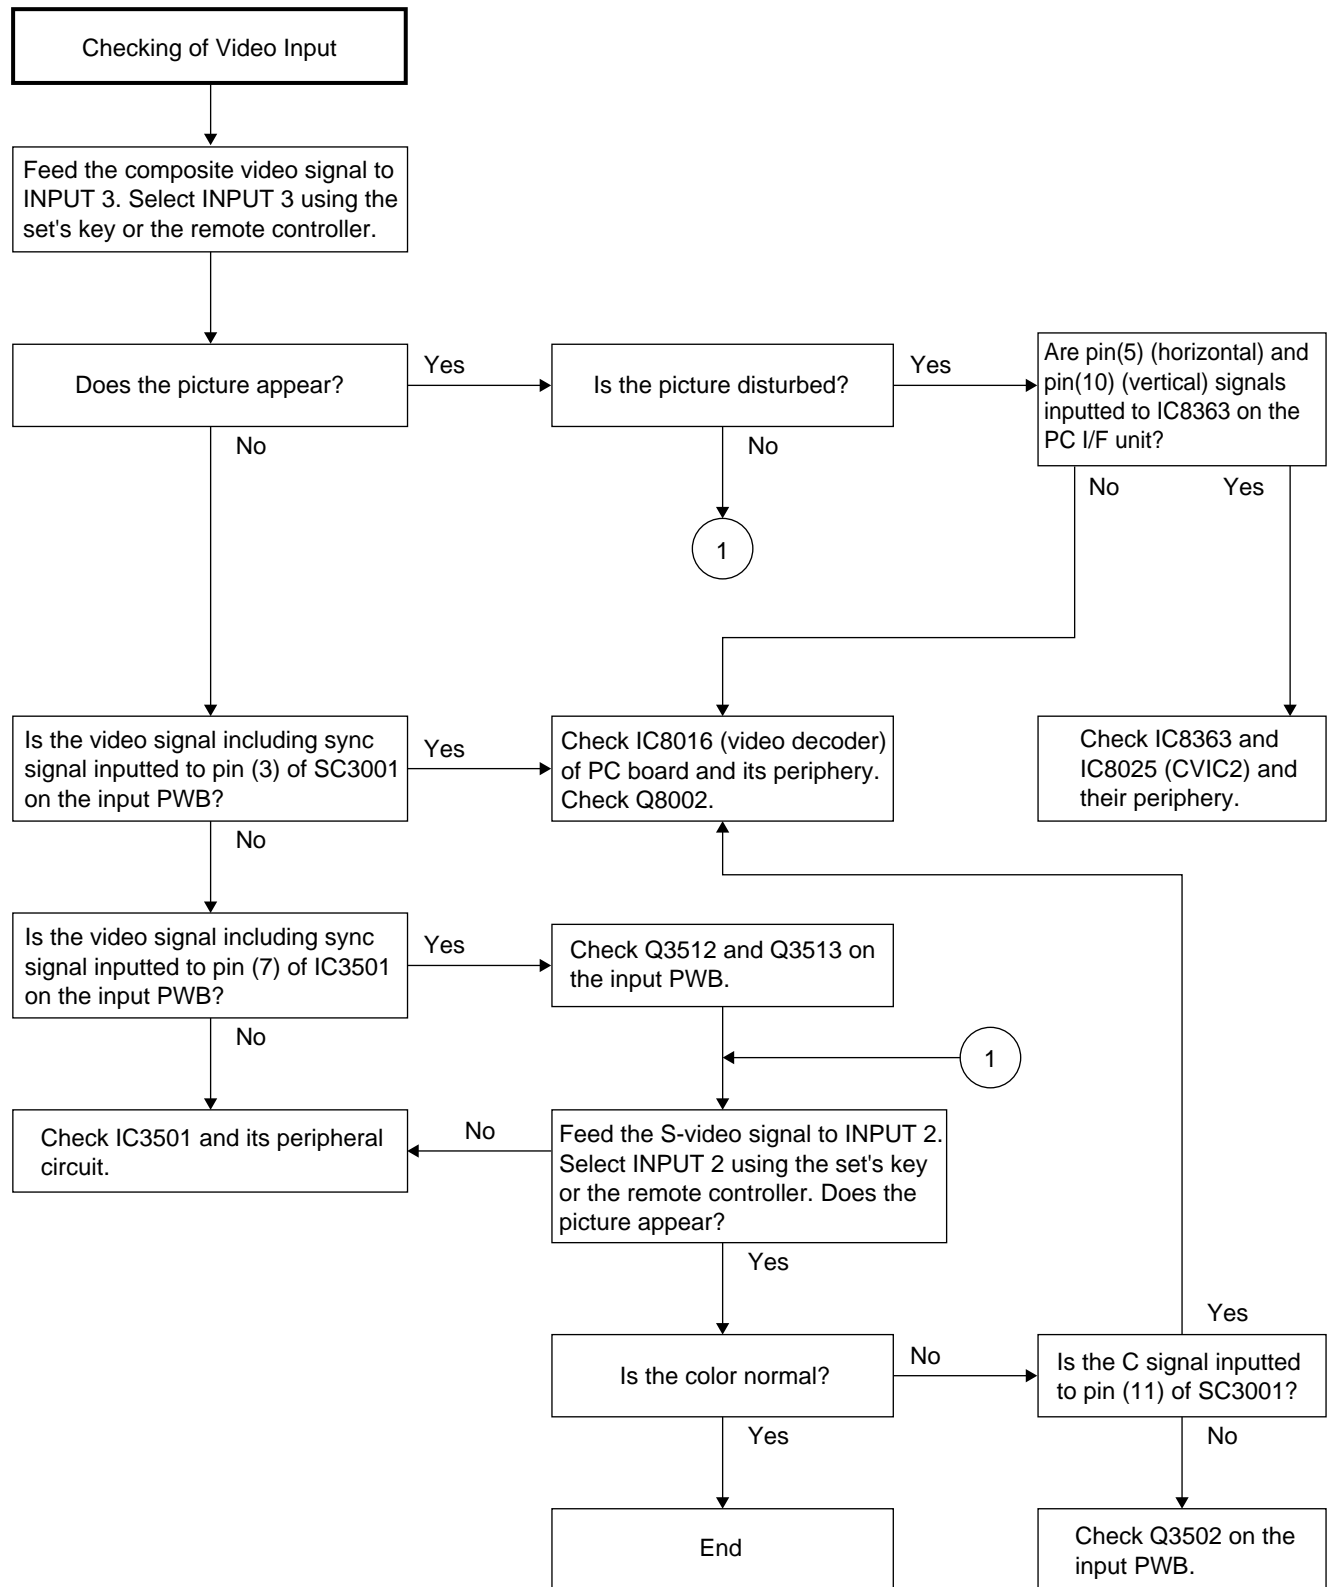 Checking of Video Input
Feed the composite video signal to
INPUT 3. Select INPUT 3 using the
set's key or the remote controller.
Does the picture appear?
Yes
No
Is the picture disturbed?
Yes
No
Are pin(5) (horizontal) and
pin(10) (vertical) signals
inputted to IC8363 on the
PC I/F unit?
No
Yes
1
Is the video signal including sync
signal inputted to pin (3) of SC3001
on the input PWB?
Yes
No
Check IC8016 (video decoder)
of PC board and its periphery.
Check Q8002.
Check IC8363 and
IC8025 (CVIC2) and
their periphery.
Is the video signal including sync
signal inputted to pin (7) of IC3501
on the input PWB?
Yes
No
Check Q3512 and Q3513 on
the input PWB.
1
Check IC3501 and its peripheral
circuit.
No
Feed the S-video signal to INPUT 2.
Select INPUT 2 using the set's key
or the remote controller. Does the
picture appear?
Yes
Is the color normal?
No
Yes
Yes
Is the C signal inputted
to pin (11) of SC3001?
No
End
Check Q3502 on the
input PWB.